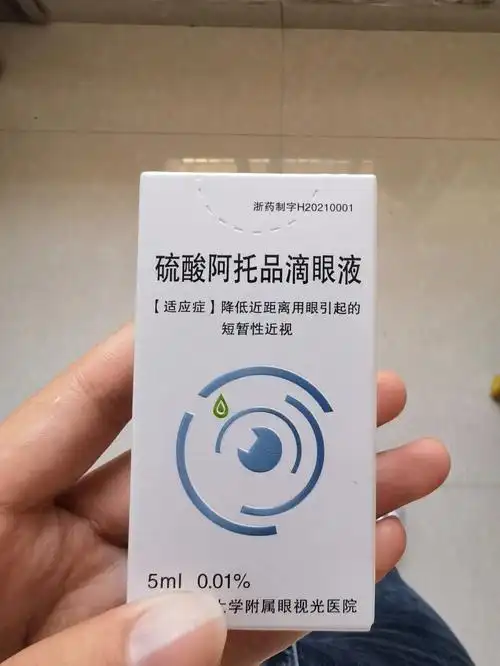 浙药制字H20210001
硫酸阿托品滴眼液
【适应症】降低近距离用眼引起的
短暂性近视
5ml 0.01%
大学附属眼视光医院